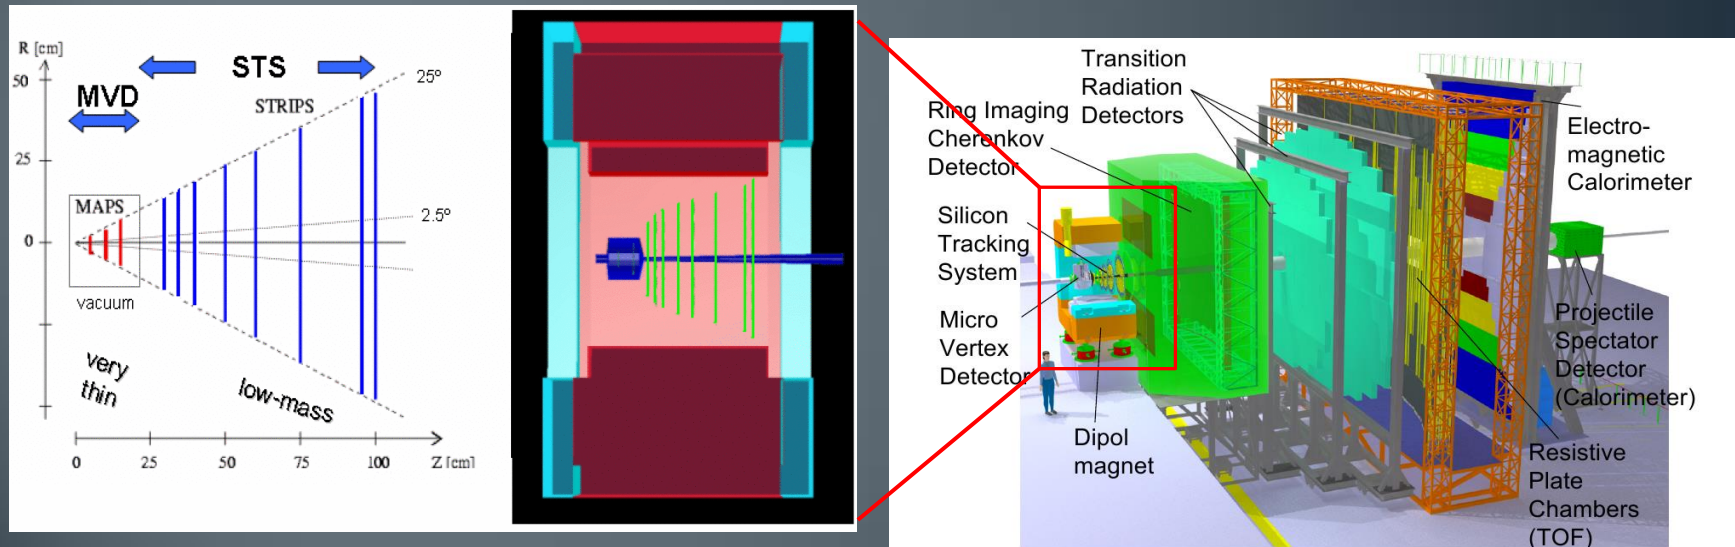 R [cm]
50
25
0
MVD
STS
STRIPS
25º
MAPS
2.5º
vacuum
very
thin
low-mass
0
25
50
75
100
Z [cm]
Transition
Radiation
Detectors
Ring Imaging
Cherenkov
Detector
Silicon
Tracking
System
Micro
Vertex
Detector
Dipol
magnet
Electro-
magnetic
Calorimeter
Projectile
Spectator
Detector
(Calorimeter)
Resistive
Plate
Chambers
(TOF)